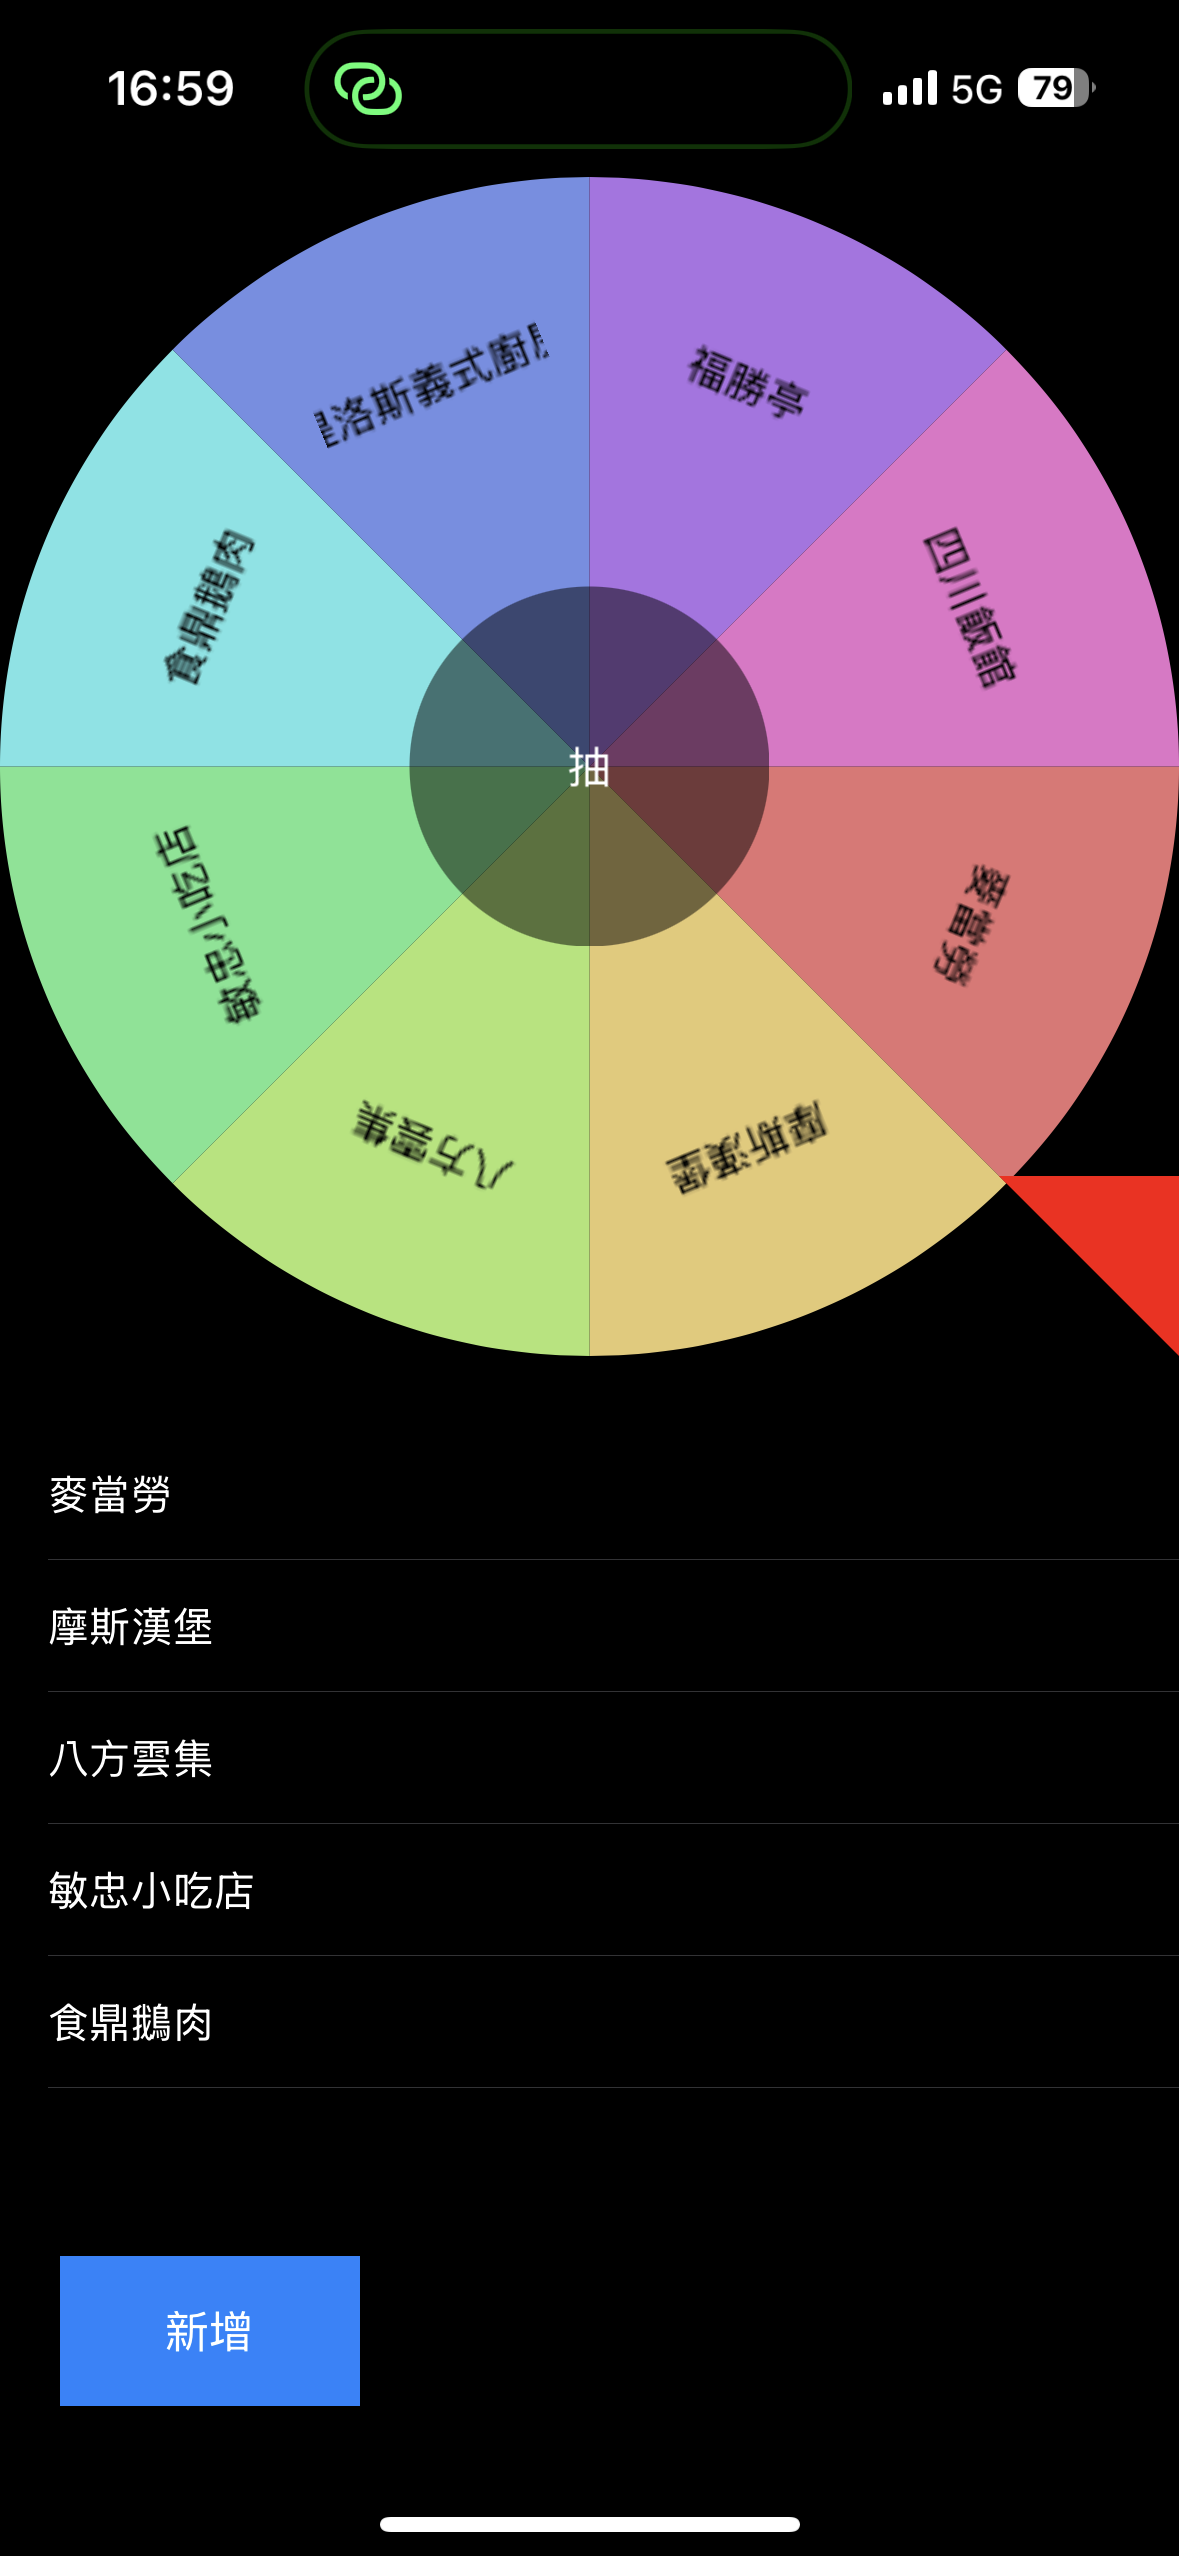 16:59
5G
79
洛斯義式廚
福勝亭
食鼎鵝肉
四川飯館
抽
敏忠小吃店
麥當勞
八方雲集
摩斯漢堡
麥當勞
摩斯漢堡
八方雲集
敏忠小吃店
食鼎鵝肉
新增